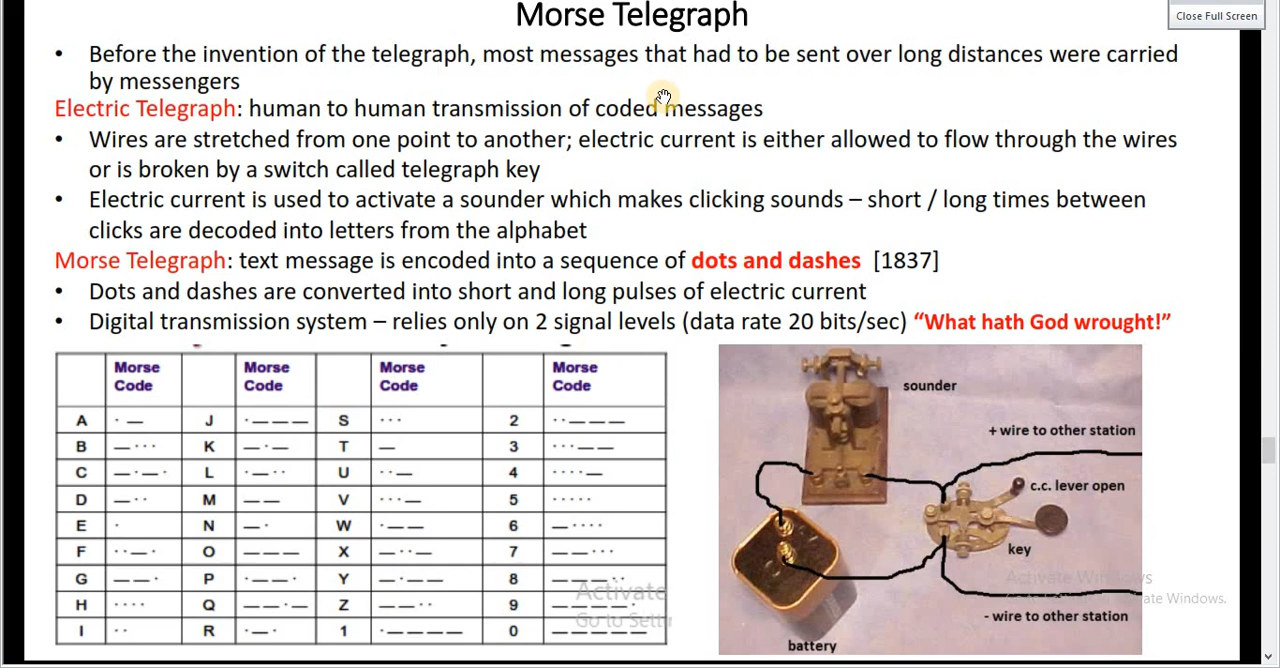 Morse Telegraph
Close Full Screen
• Before the invention of the telegraph, most messages that had to be sent over long distances were carried
by messengers
Electric Telegraph: human to human transmission of coded messages
• Wires are stretched from one point to another; electric current is either allowed to flow through the wires
or is broken by a switch called telegraph key
• Electric current is used to activate a sounder which makes clicking sounds – short / long times between
clicks are decoded into letters from the alphabet
Morse Telegraph: text message is encoded into a sequence of dots and dashes [1837]
• Dots and dashes are converted into short and long pulses of electric current
• Digital transmission system – relies only on 2 signal levels (data rate 20 bits/sec) “What hath God wrought!”
Morse Code Morse Code Morse Code Morse Code
A · — J · — — — S · · · 2 · · — — —
B — · · · K — · — T — 3 · · · — —
C — · — · L · — · · U · · — 4 · · · · —
D — · · M — — V · · · — 5 · · · · ·
E · N — · W · — — 6 — · · · ·
F · · — · O — — — X — · · — 7 — — · · ·
G — — · P · — — · Y — · — — 8 — — — · ·
H · · · · Q — — · — Z — — · · 9 — — — — ·
I · · R · — · 1 · — — — — 0 — — — — —
sounder
+ wire to other station
c.c. lever open
key
- wire to other station
battery
Activate Windows